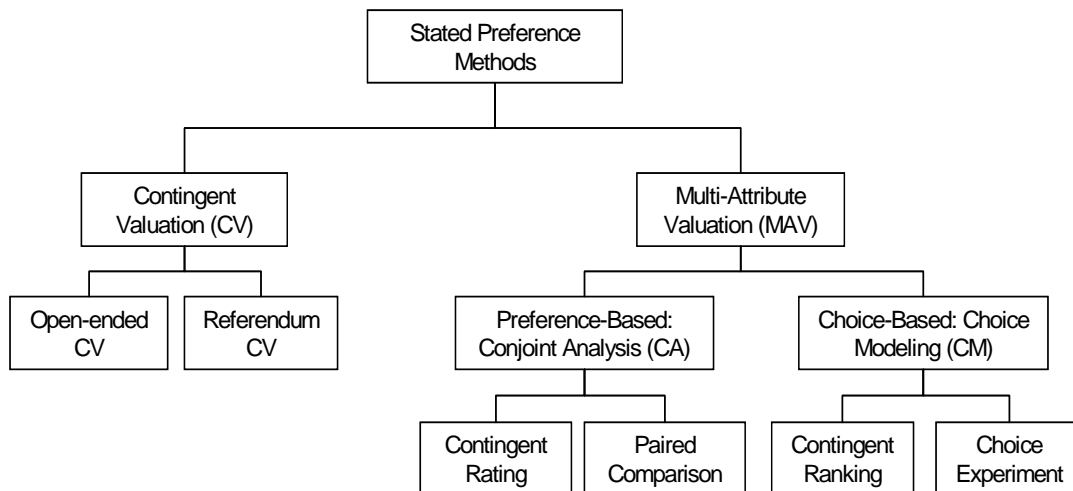 Stated Preference
Methods
Contingent
Valuation (CV)
Multi-Attribute
Valuation (MAV)
Open-ended
CV
Referendum
CV
Preference-Based:
Conjoint Analysis (CA)
Choice-Based: Choice
Modeling (CM)
Contingent
Rating
Paired
Comparison
Contingent
Ranking
Choice
Experiment